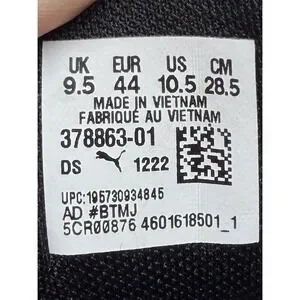 UK EUR US CM
9.5 44 10.5 28.5
MADE IN VIETNAM
FABRIQUÉ AU VIETNAM
378863-01
DS 1222
UPC:195730934845
AD #BTMJ
5CR00876 4601618501_1